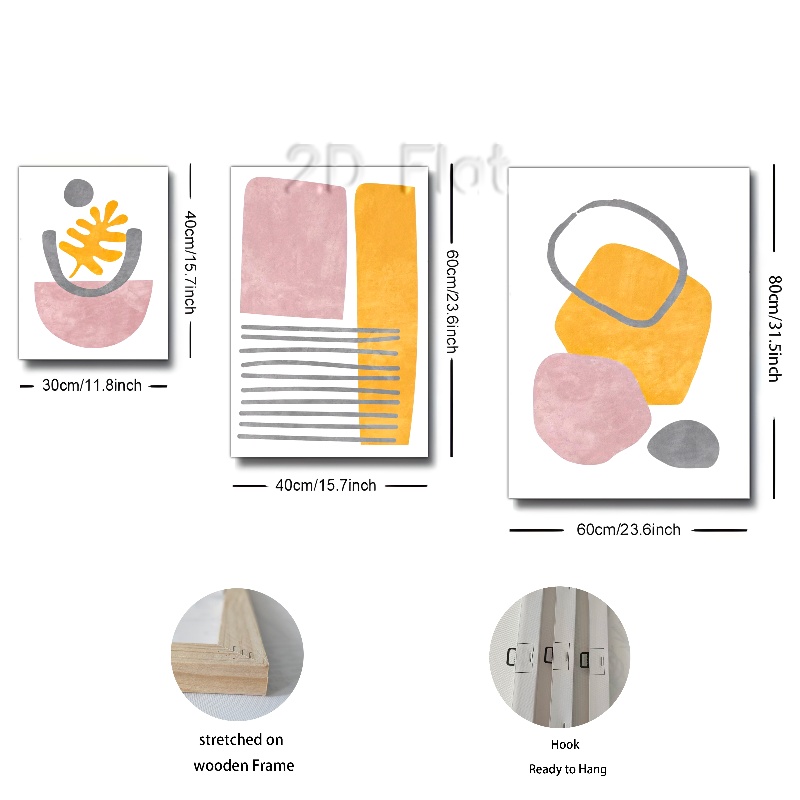 2D Flat
40cm/15.7inch
30cm/11.8inch
60cm/23.6inch
40cm/15.7inch
80cm/31.5inch
60cm/23.6inch
stretched on
wooden Frame
Hook
Ready to Hang